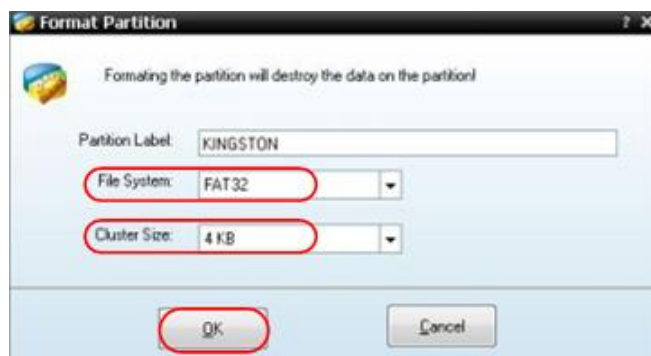 Format Partition ? X
Formating the partition will destroy the data on the partition!
Partition Label: KINGSTON
File System: FAT32
Cluster Size: 4 KB
OK Cancel